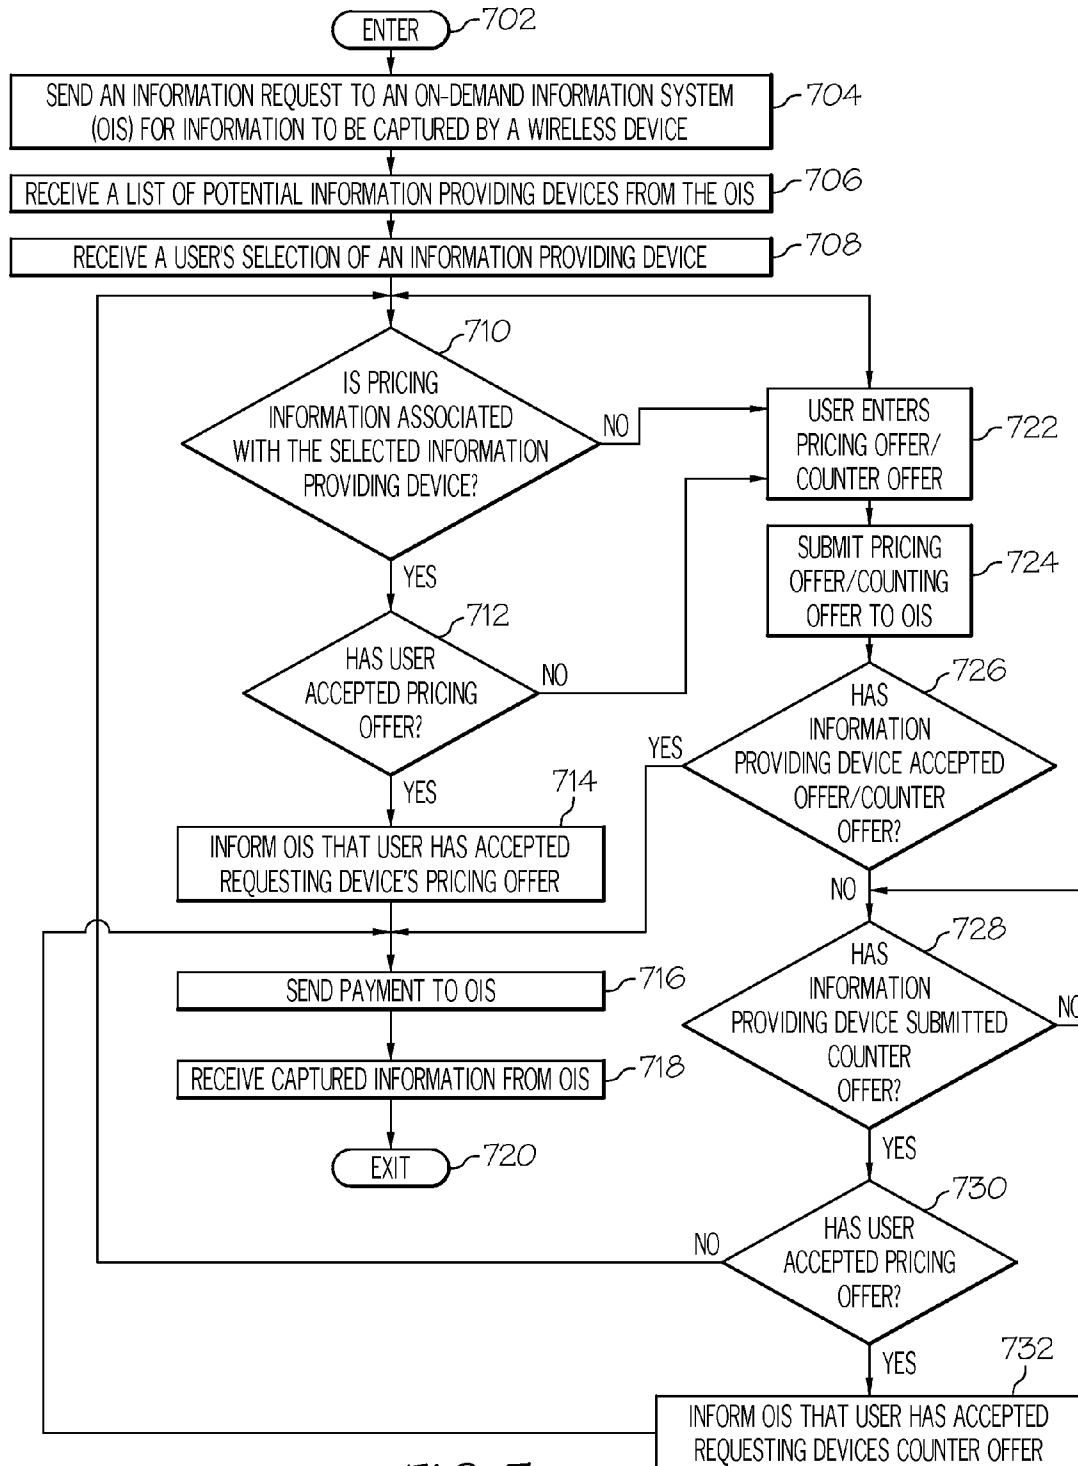 ENTER
702
SEND AN INFORMATION REQUEST TO AN ON-DEMAND INFORMATION SYSTEM
(OIS) FOR INFORMATION TO BE CAPTURED BY A WIRELESS DEVICE
704
RECEIVE A LIST OF POTENTIAL INFORMATION PROVIDING DEVICES FROM THE OIS
706
RECEIVE A USER'S SELECTION OF AN INFORMATION PROVIDING DEVICE
708
710
IS PRICING
INFORMATION ASSOCIATED
WITH THE SELECTED INFORMATION
PROVIDING DEVICE?
NO
YES
712
HAS USER
ACCEPTED PRICING
OFFER?
NO
YES
714
INFORM OIS THAT USER HAS ACCEPTED
REQUESTING DEVICE'S PRICING OFFER
SEND PAYMENT TO OIS
716
RECEIVE CAPTURED INFORMATION FROM OIS
718
EXIT
720
USER ENTERS
PRICING OFFER/
COUNTER OFFER
722
SUBMIT PRICING
OFFER/COUNTING
OFFER TO OIS
724
726
HAS
INFORMATION
PROVIDING DEVICE ACCEPTED
OFFER/COUNTER
OFFER?
YES
NO
728
HAS
INFORMATION
PROVIDING DEVICE SUBMITTED
COUNTER
OFFER?
NO
YES
730
HAS USER
ACCEPTED PRICING
OFFER?
NO
YES
732
INFORM OIS THAT USER HAS ACCEPTED
REQUESTING DEVICES COUNTER OFFER